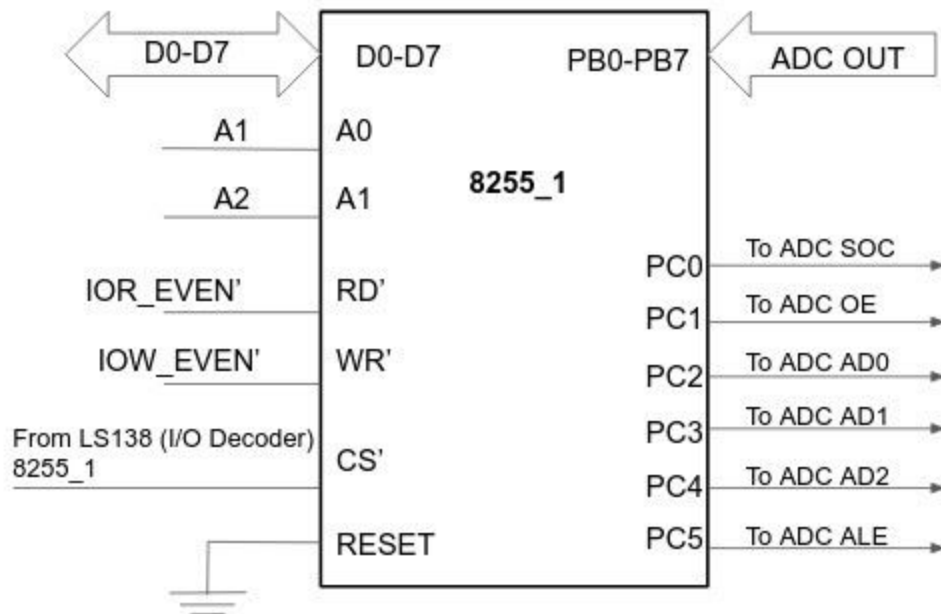 D0-D7
D0-D7
PB0-PB7
ADC OUT
A1
A0
A2
A1
8255_1
PC0
To ADC SOC
IOR_EVEN’
RD’
PC1
To ADC OE
IOW_EVEN’
WR’
PC2
To ADC AD0
PC3
To ADC AD1
From LS138 (I/O Decoder)
8255_1
CS’
PC4
To ADC AD2
RESET
PC5
To ADC ALE